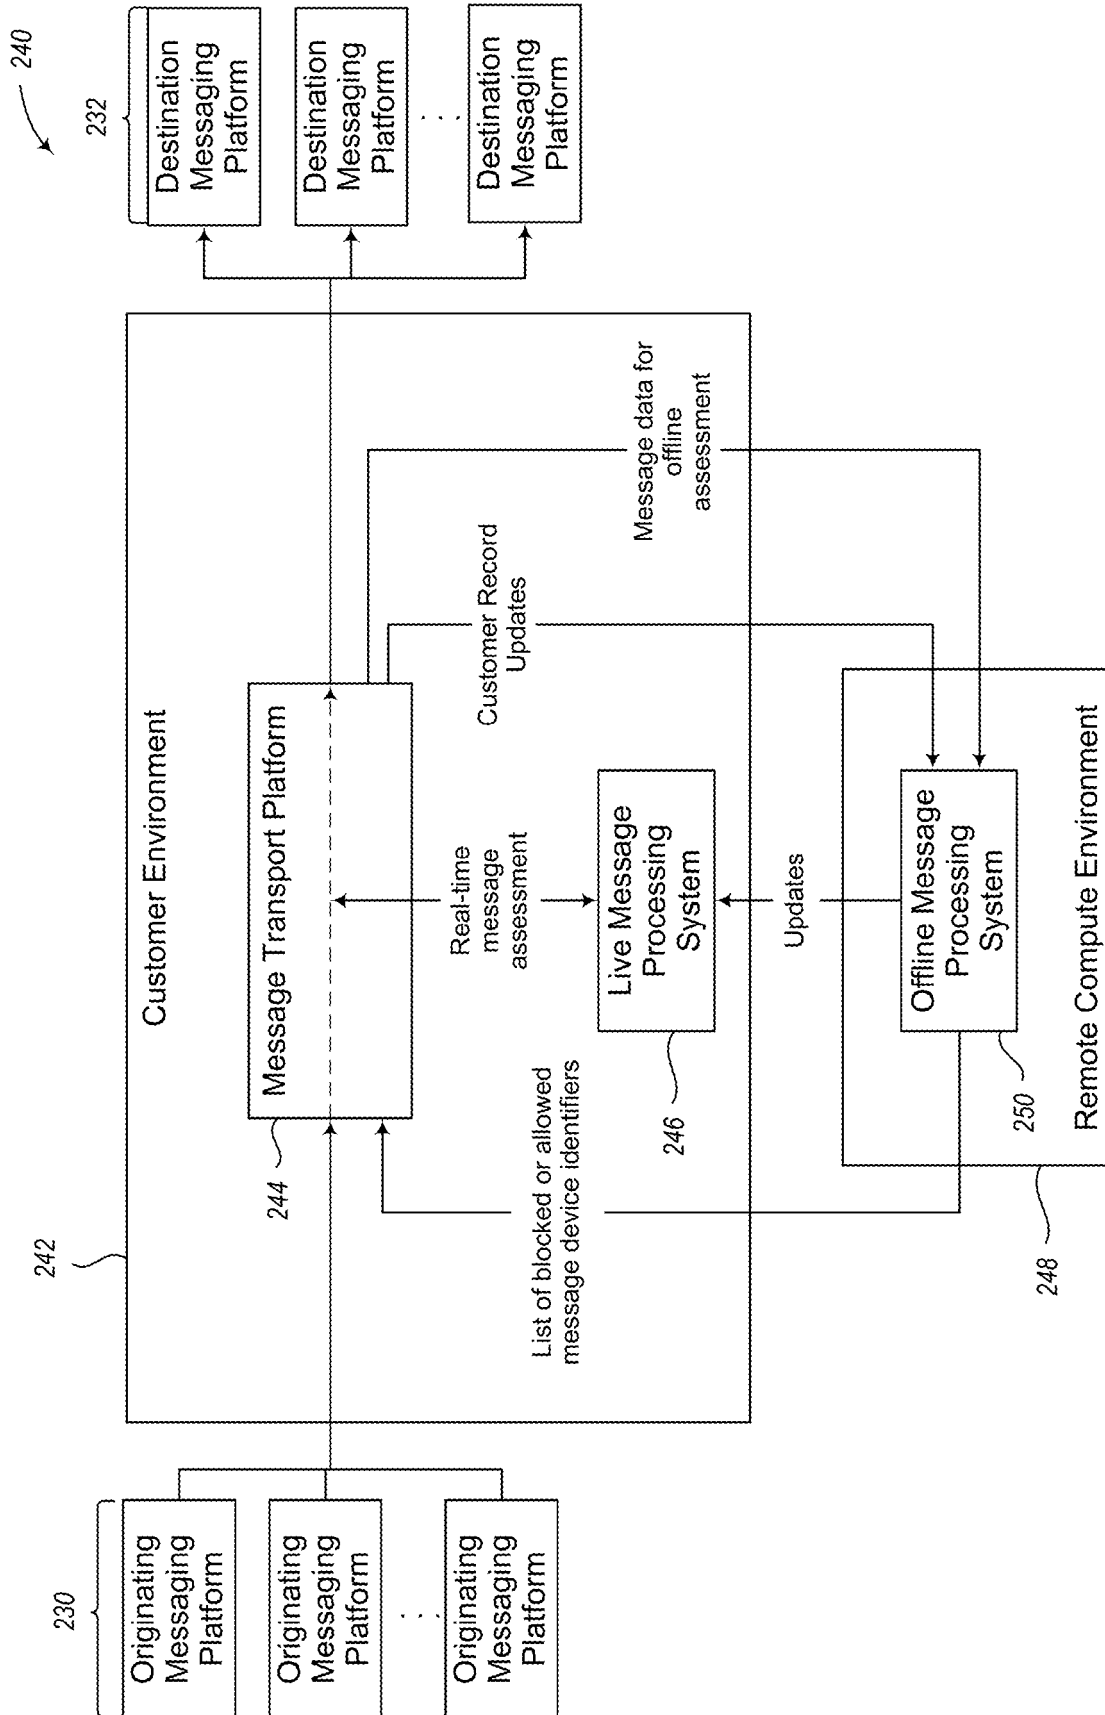 240
230
Originating
Messaging
Platform
Originating
Messaging
Platform
. . .
Originating
Messaging
Platform
242
Customer Environment
244
Message Transport Platform
List of blocked or allowed
message device identifiers
Real-time
message
assessment
Customer Record
Updates
Message data for
offline
assessment
246
Live Message
Processing
System
Updates
248
250
Offline Message
Processing
System
Remote Compute Environment
232
Destination
Messaging
Platform
Destination
Messaging
Platform
. . .
Destination
Messaging
Platform